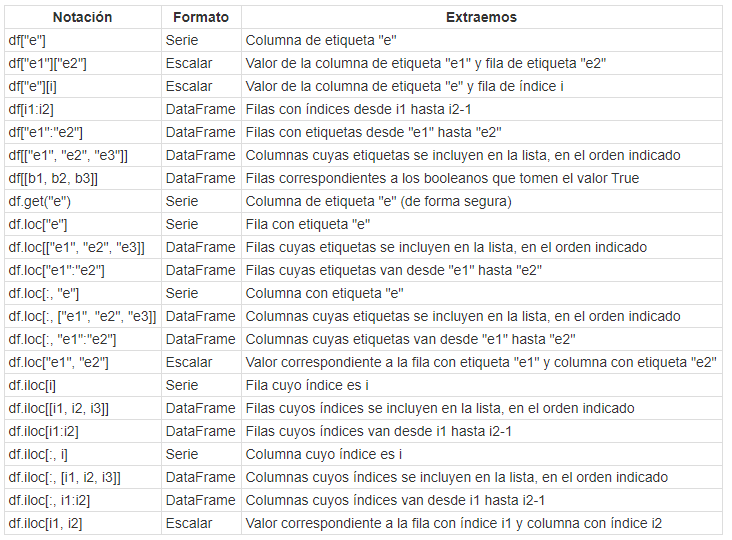 Notación Formato Extraemos
df["e"] Serie Columna de etiqueta "e"
df["e1"]["e2"] Escalar Valor de la columna de etiqueta "e1" y fila de etiqueta "e2"
df["e"][i] Escalar Valor de la columna de etiqueta "e" y fila de índice i
df[i1:i2] DataFrame Filas con índices desde i1 hasta i2-1
df["e1":"e2"] DataFrame Filas con etiquetas desde "e1" hasta "e2"
df[["e1", "e2", "e3"]] DataFrame Columnas cuyas etiquetas se incluyen en la lista, en el orden indicado
df[[b1, b2, b3]] DataFrame Filas correspondientes a los booleanos que tomen el valor True
df.get("e") Serie Columna de etiqueta "e" (de forma segura)
df.loc["e"] Serie Fila con etiqueta "e"
df.loc[["e1", "e2", "e3]] DataFrame Filas cuyas etiquetas se incluyen en la lista, en el orden indicado
df.loc["e1":"e2"] DataFrame Filas cuyas etiquetas van desde "e1" hasta "e2"
df.loc[:, "e"] Serie Columna con etiqueta "e"
df.loc[:, ["e1", "e2", "e3]] DataFrame Columnas cuyas etiquetas se incluyen en la lista, en el orden indicado
df.loc[:, "e1":"e2"] DataFrame Columnas cuyas etiquetas van desde "e1" hasta "e2"
df.loc["e1", "e2"] Escalar Valor correspondiente a la fila con etiqueta "e1" y columna con etiqueta "e2"
df.iloc[i] Serie Fila cuyo índice es i
df.iloc[[i1, i2, i3]] DataFrame Filas cuyos índices se incluyen en la lista, en el orden indicado
df.iloc[i1:i2] DataFrame Filas cuyos índices van desde i1 hasta i2-1
df.iloc[:, i] Serie Columna cuyo índice es i
df.iloc[:, [i1, i2, i3]] DataFrame Columnas cuyos índices se incluyen en la lista, en el orden indicado
df.iloc[:, i1:i2] DataFrame Columnas cuyos índices van desde i1 hasta i2-1
df.iloc[i1, i2] Escalar Valor correspondiente a la fila con índice i1 y columna con índice i2